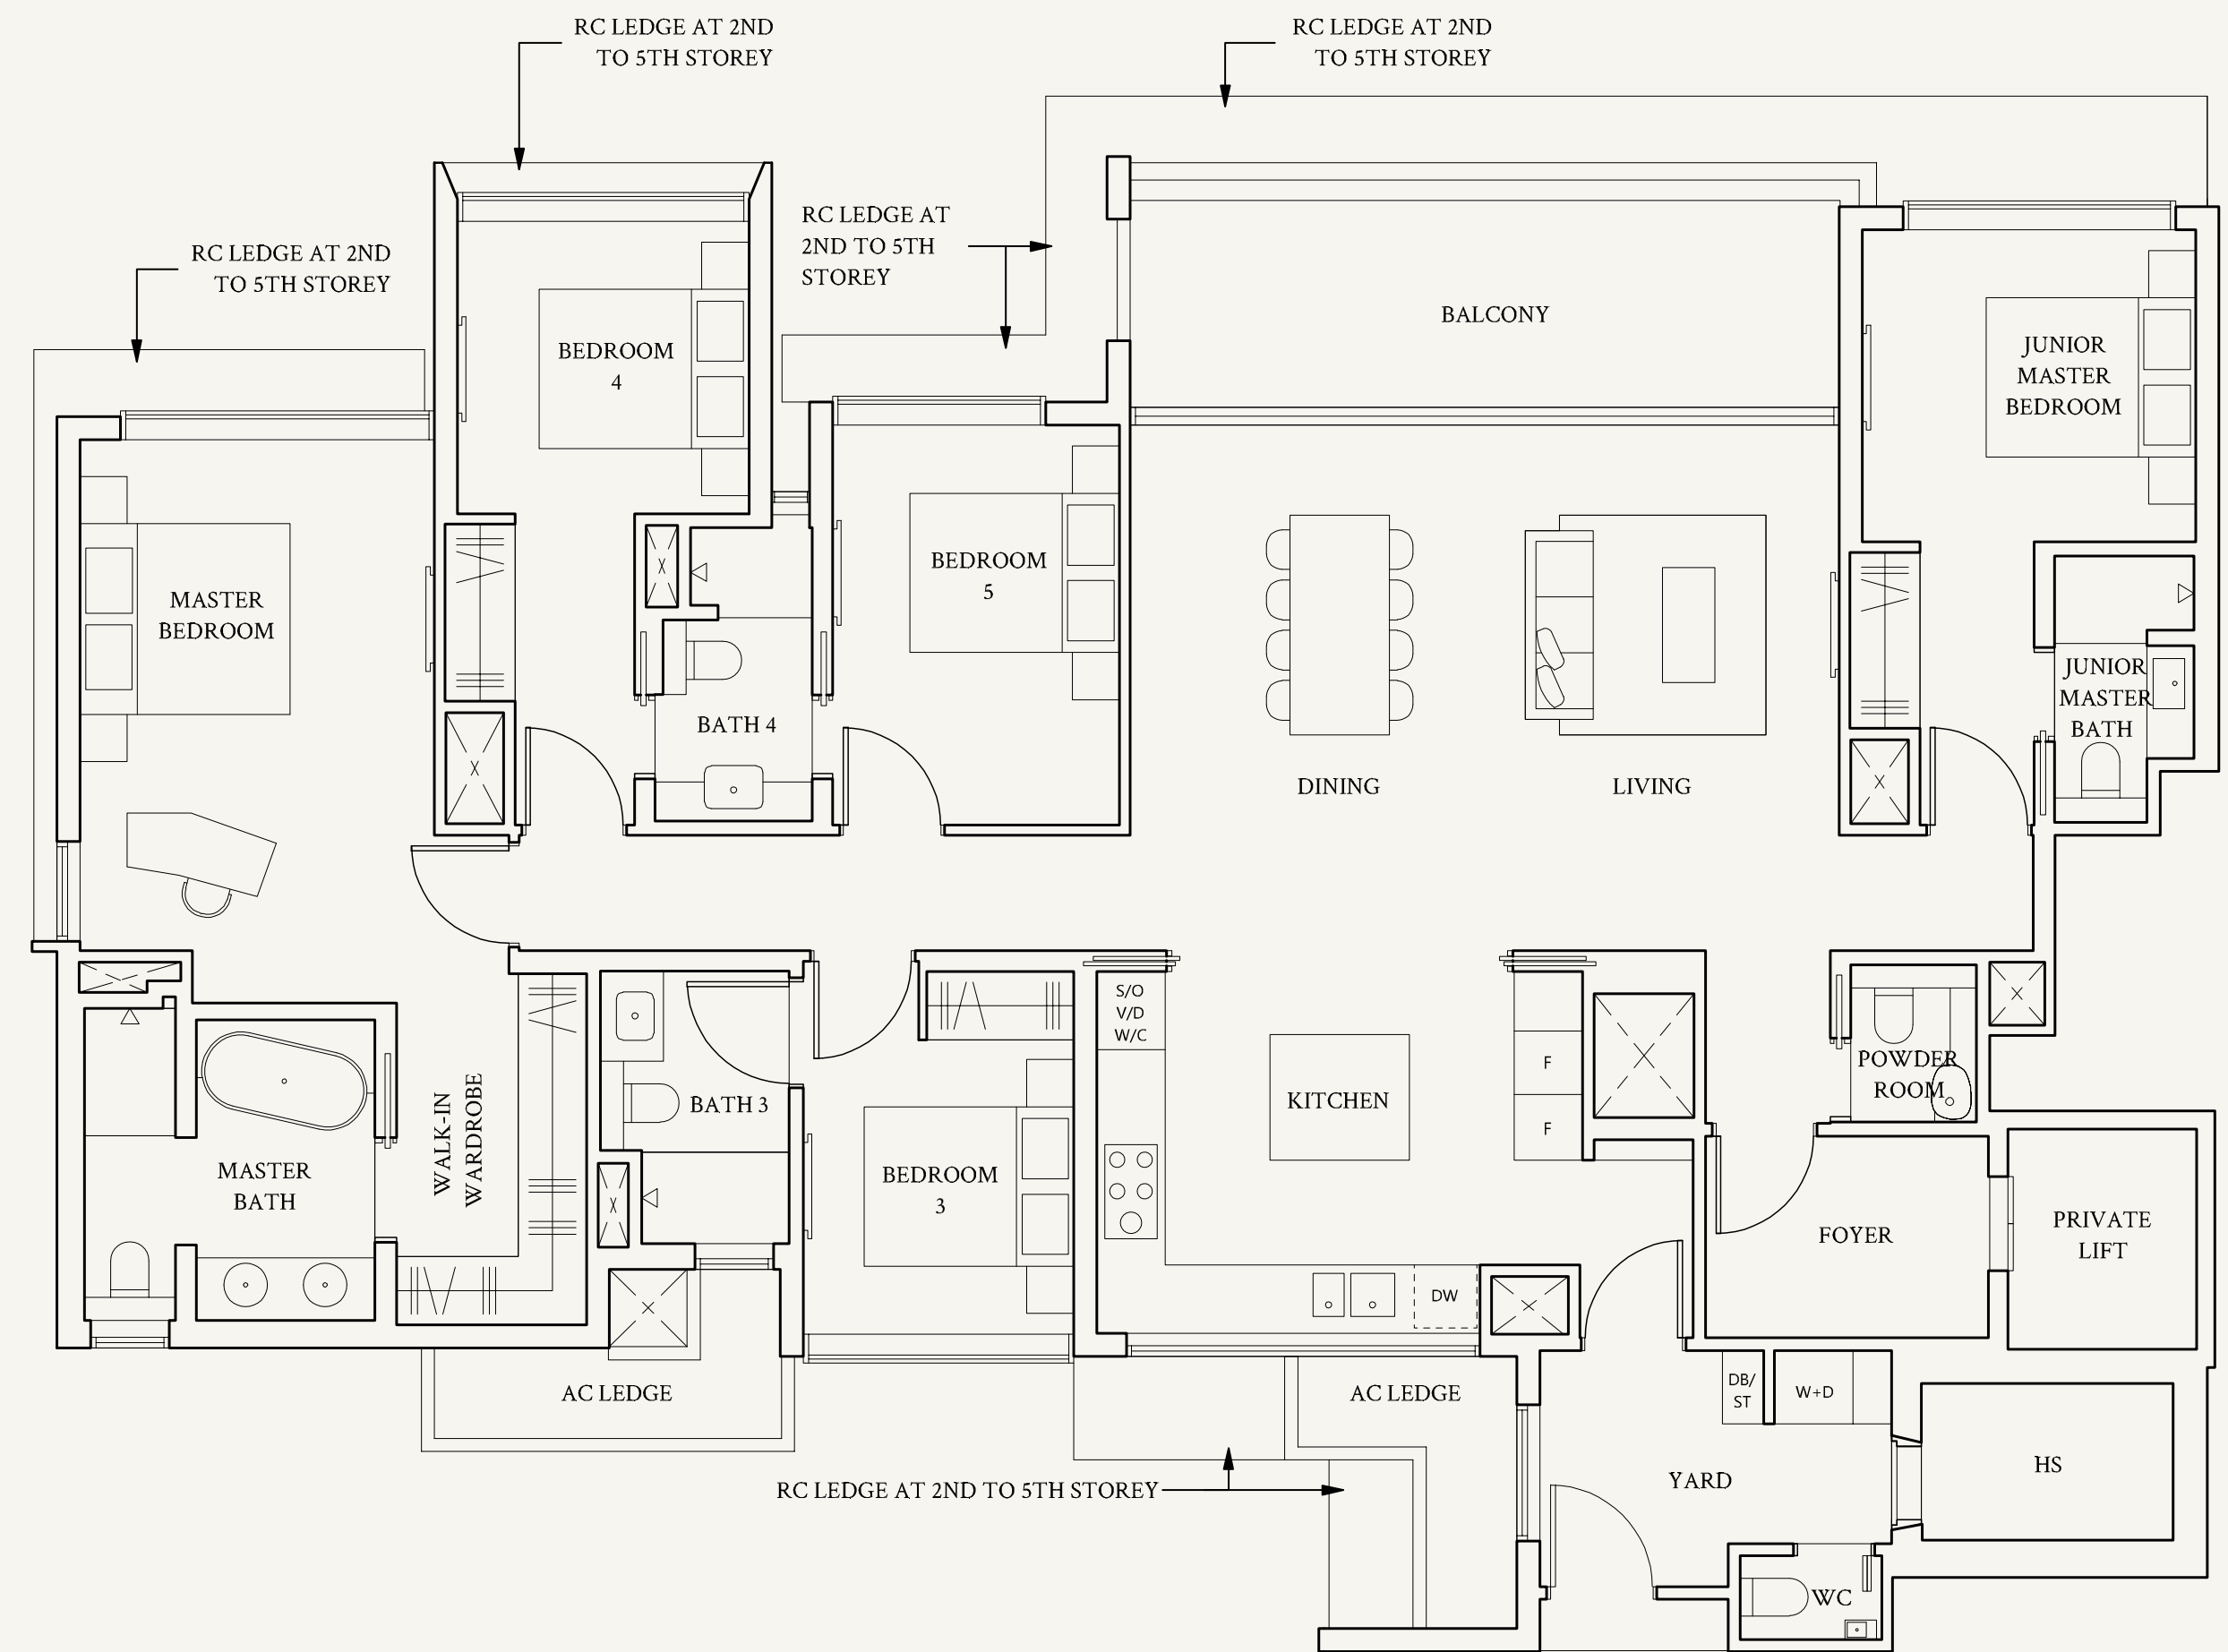 RC LEDGE AT 2ND
TO 5TH STOREY
RC LEDGE AT 2ND
TO 5TH STOREY
RC LEDGE AT
2ND TO 5TH
STOREY
RC LEDGE AT 2ND
TO 5TH STOREY
BALCONY
BEDROOM
4
JUNIOR
MASTER
BEDROOM
BEDROOM
5
MASTER
BEDROOM
JUNIOR
MASTER
BATH
BATH 4
DINING
LIVING
S/O
V/D
W/C
F
F
KITCHEN
POWDER
ROOM
WALK-IN
WARDROBE
BATH 3
MASTER
BATH
BEDROOM
3
FOYER
PRIVATE
LIFT
DW
AC LEDGE
AC LEDGE
DB/
ST
W+D
HS
YARD
RC LEDGE AT 2ND TO 5TH STOREY
WC